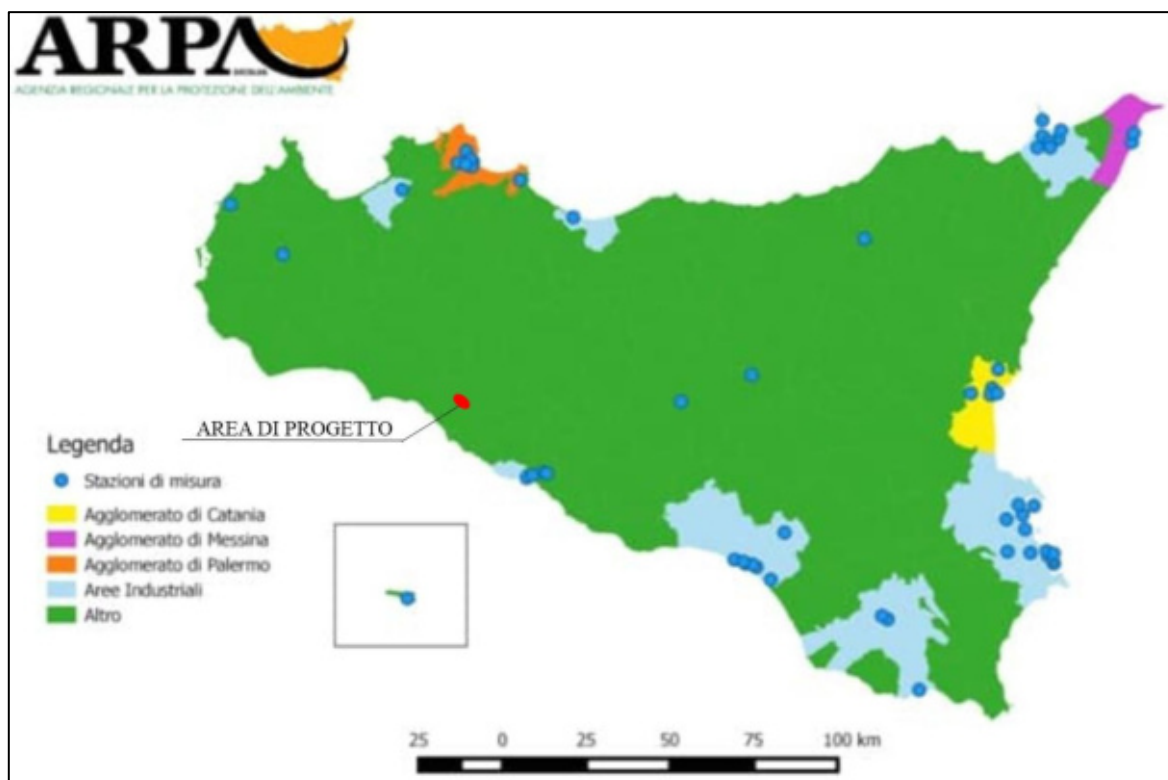 ARPA
SICILIA
AGENZIA REGIONALE PER LA PROTEZIONE DELL'AMBIENTE
AREA DI PROGETTO
Legenda
Stazioni di misura
Agglomerato di Catania
Agglomerato di Messina
Agglomerato di Palermo
Aree Industriali
Altro
25 0 25 50 75 100 km